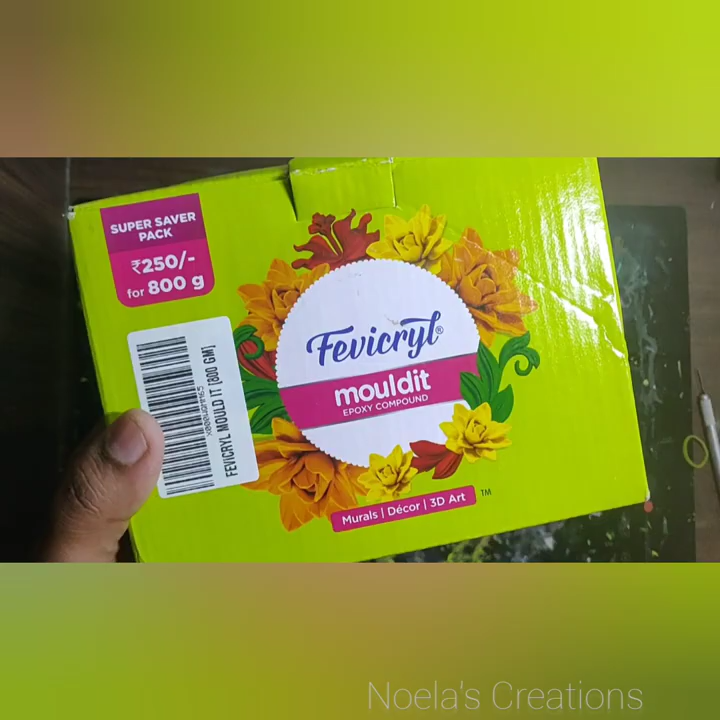 SUPER SAVER
PACK
₹250/-
for 800 g
Fevicryl®
mouldit
EPOXY COMPOUND
Murals | Décor | 3D Art ™
FEVICRYL MOULD IT [800 GM]
Noela's Creations